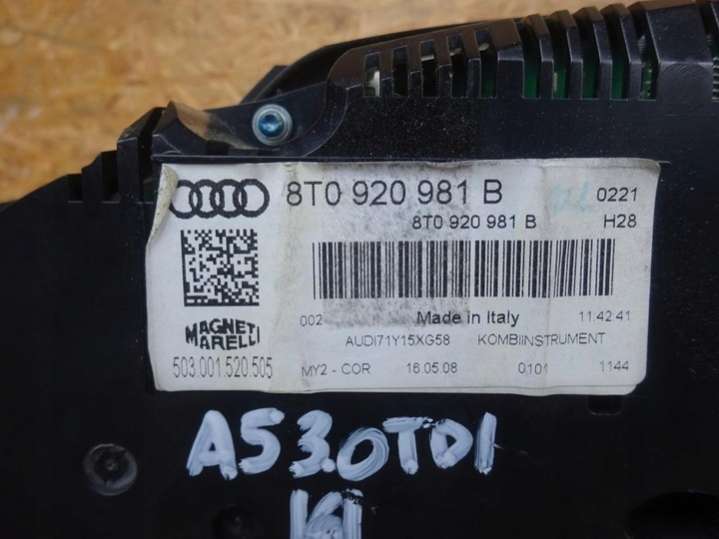 8T0 920 981 B
0221
8T0 920 981 B
H28
002
Made in Italy
11.42.41
MAGNETI
MARELLI
AUDI71Y15XG58
KOMBIINSTRUMENT
503.001.520.505
MY2 - COR
16.05.08
0101
1144
A5 3.0TDI